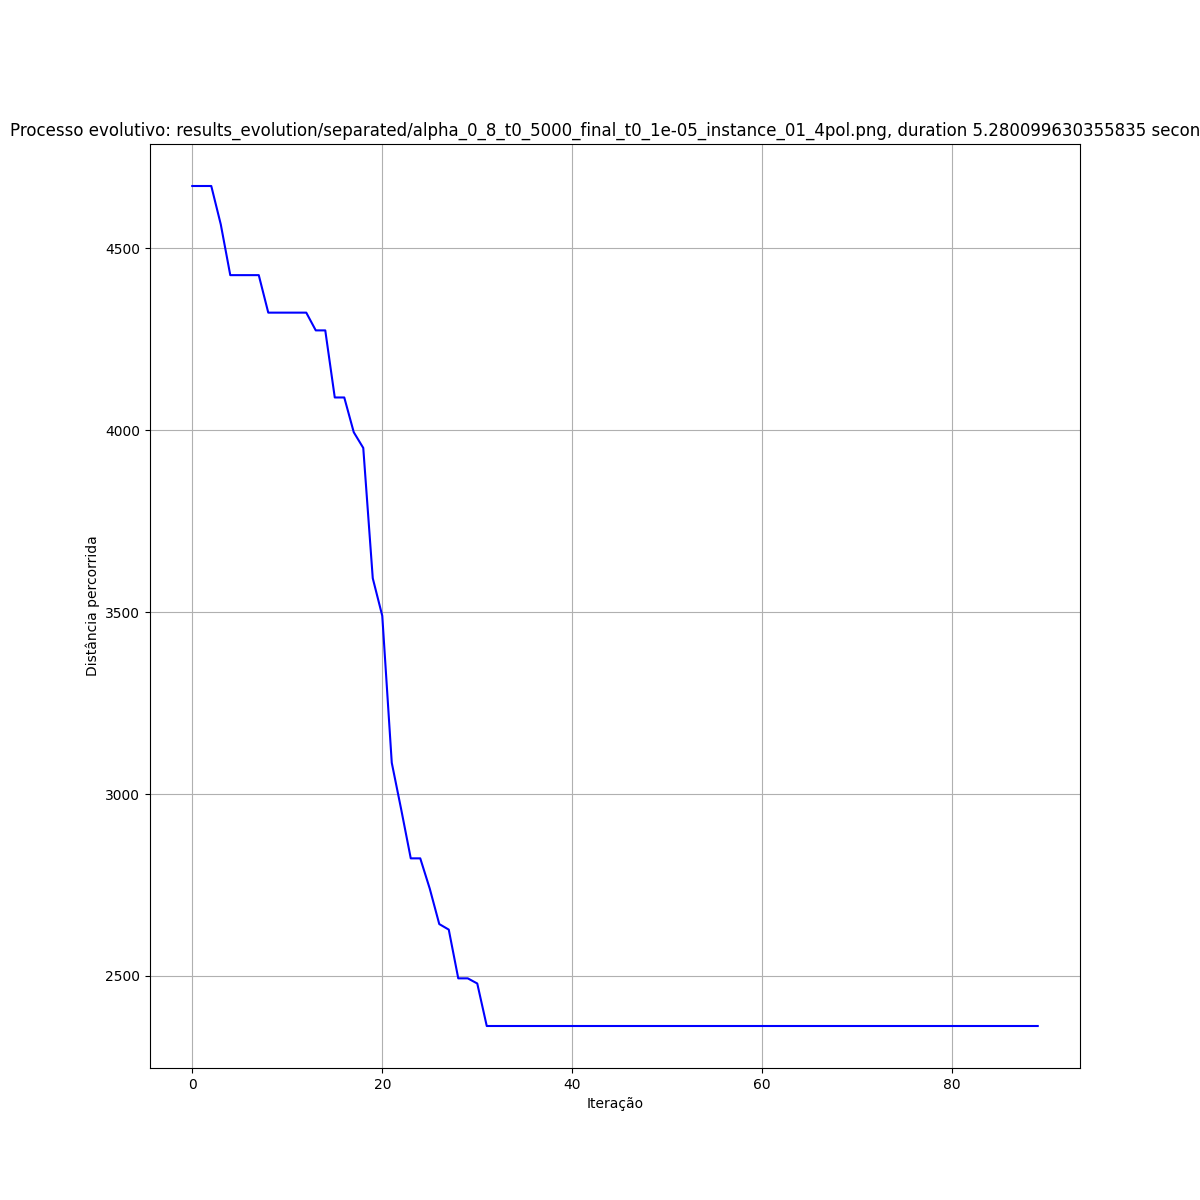 Processo evolutivo: results_evolution/separated/alpha_0_8_t0_5000_final_t0_1e-05_instance_01_4pol.png, duration 5.280099630355835 secon
4500
4000
3500
3000
2500
Distância percorrida
0 20 40 60 80
Iteração